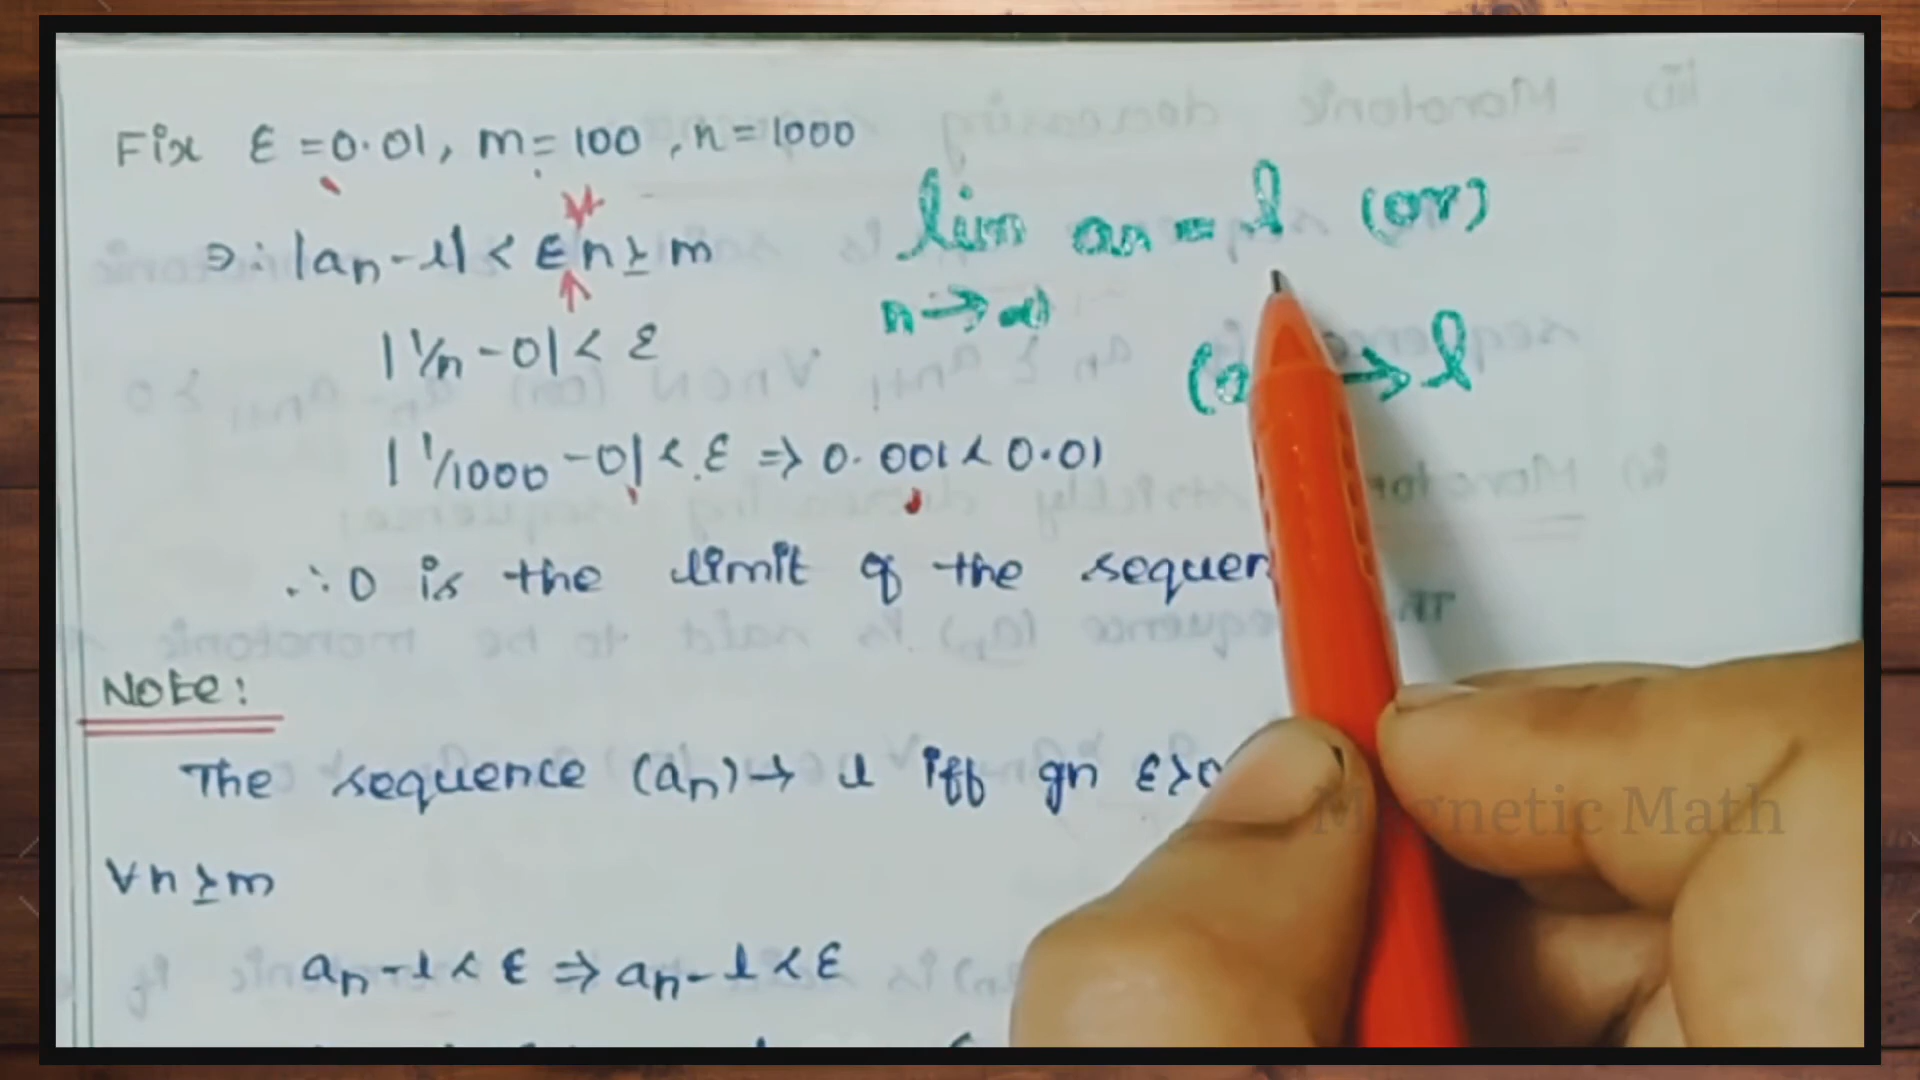 Fix ε = 0.01, m = 100, n = 1000
⇒ ∴ |an - l| < ε n ≥ m
|1/n - 0| < ε
|1/1000 - 0| < ε ⇒ 0.001 < 0.01
∴ 0 is the limit of the
lim an = l (or)
n → ∞
→ l
Note:
The sequence (an) → l iff gn ε>0
∀ n ≥ m
an - l < ε ⇒ an - l < ε
Magnetic Math